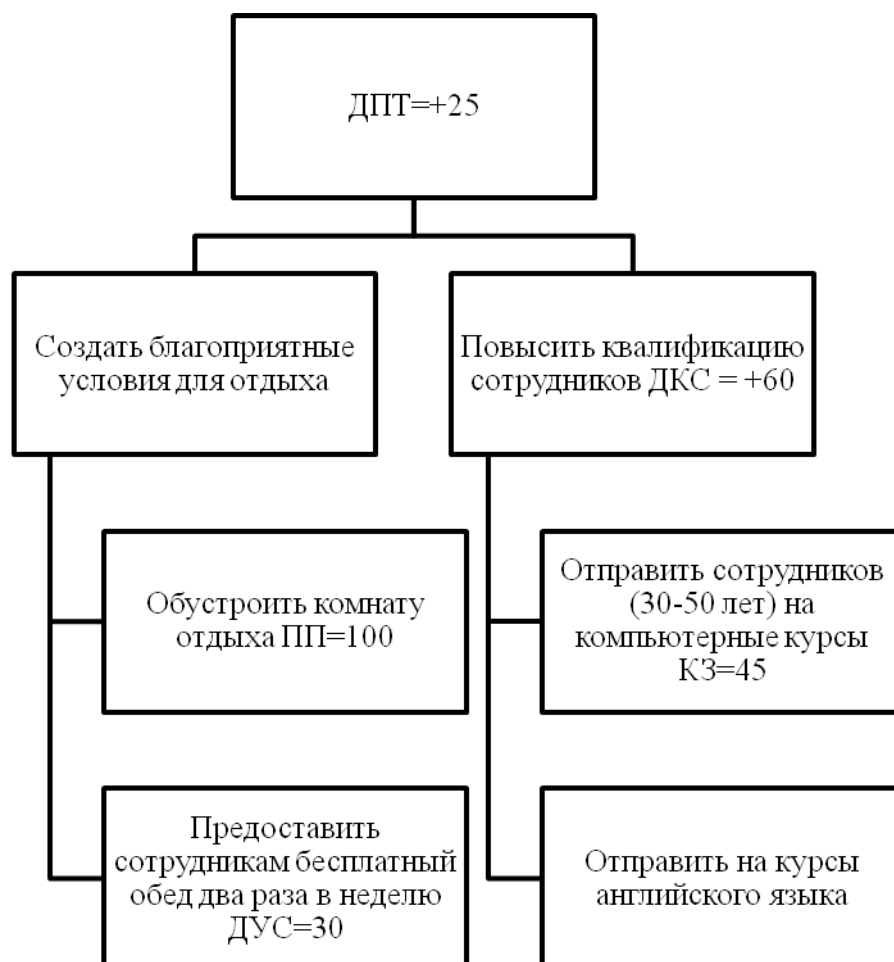 ДПТ=+25
Создать благоприятные
условия для отдыха
Повысить квалификацию
сотрудников ДКС = +60
Обустроить комнату
отдыха ПП=100
Отправить сотрудников
(30-50 лет) на
компьютерные курсы
КЗ=45
Предоставить
сотрудникам бесплатный
обед два раза в неделю
ДУС=30
Отправить на курсы
английского языка